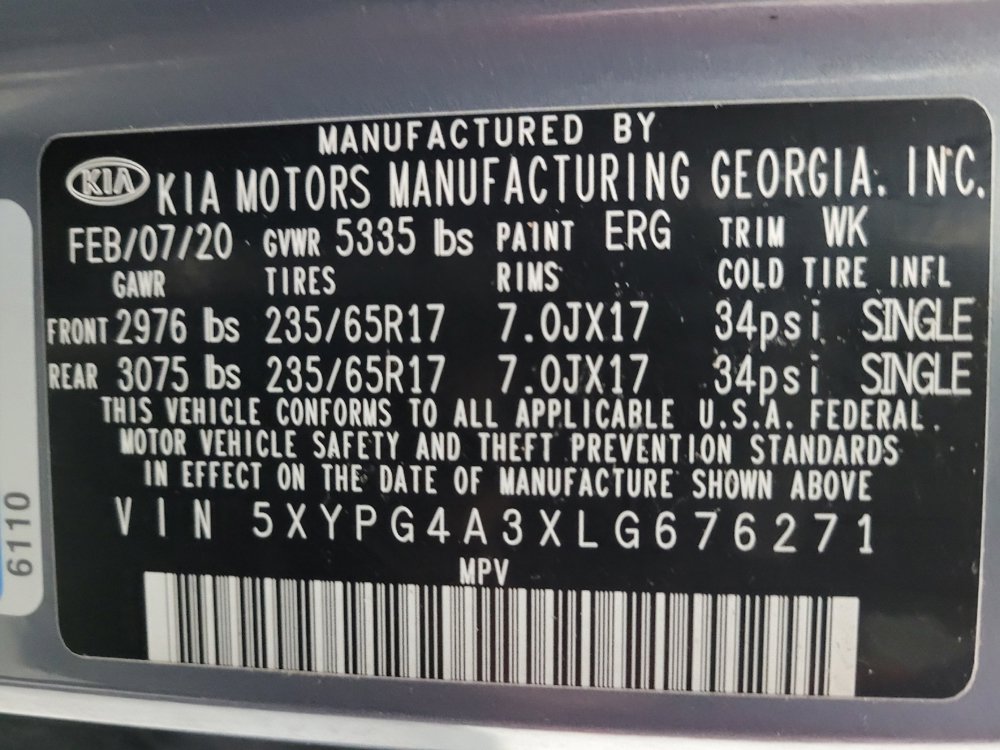 MANUFACTURED BY
KIA KIA MOTORS MANUFACTURING GEORGIA, INC.
FEB/07/20 GVWR 5335 lbs PAINT ERG TRIM WK
GAWR TIRES RIMS COLD TIRE INFL
FRONT 2976 lbs 235/65R17 7.0JX17 34psi SINGLE
REAR 3075 lbs 235/65R17 7.0JX17 34psi SINGLE
THIS VEHICLE CONFORMS TO ALL APPLICABLE U.S.A. FEDERAL.
MOTOR VEHICLE SAFETY AND THEFT PREVENTION STANDARDS
IN EFFECT ON THE DATE OF MANUFACTURE SHOWN ABOVE
VIN 5XYPG4A3XLG676271
MPV
6110